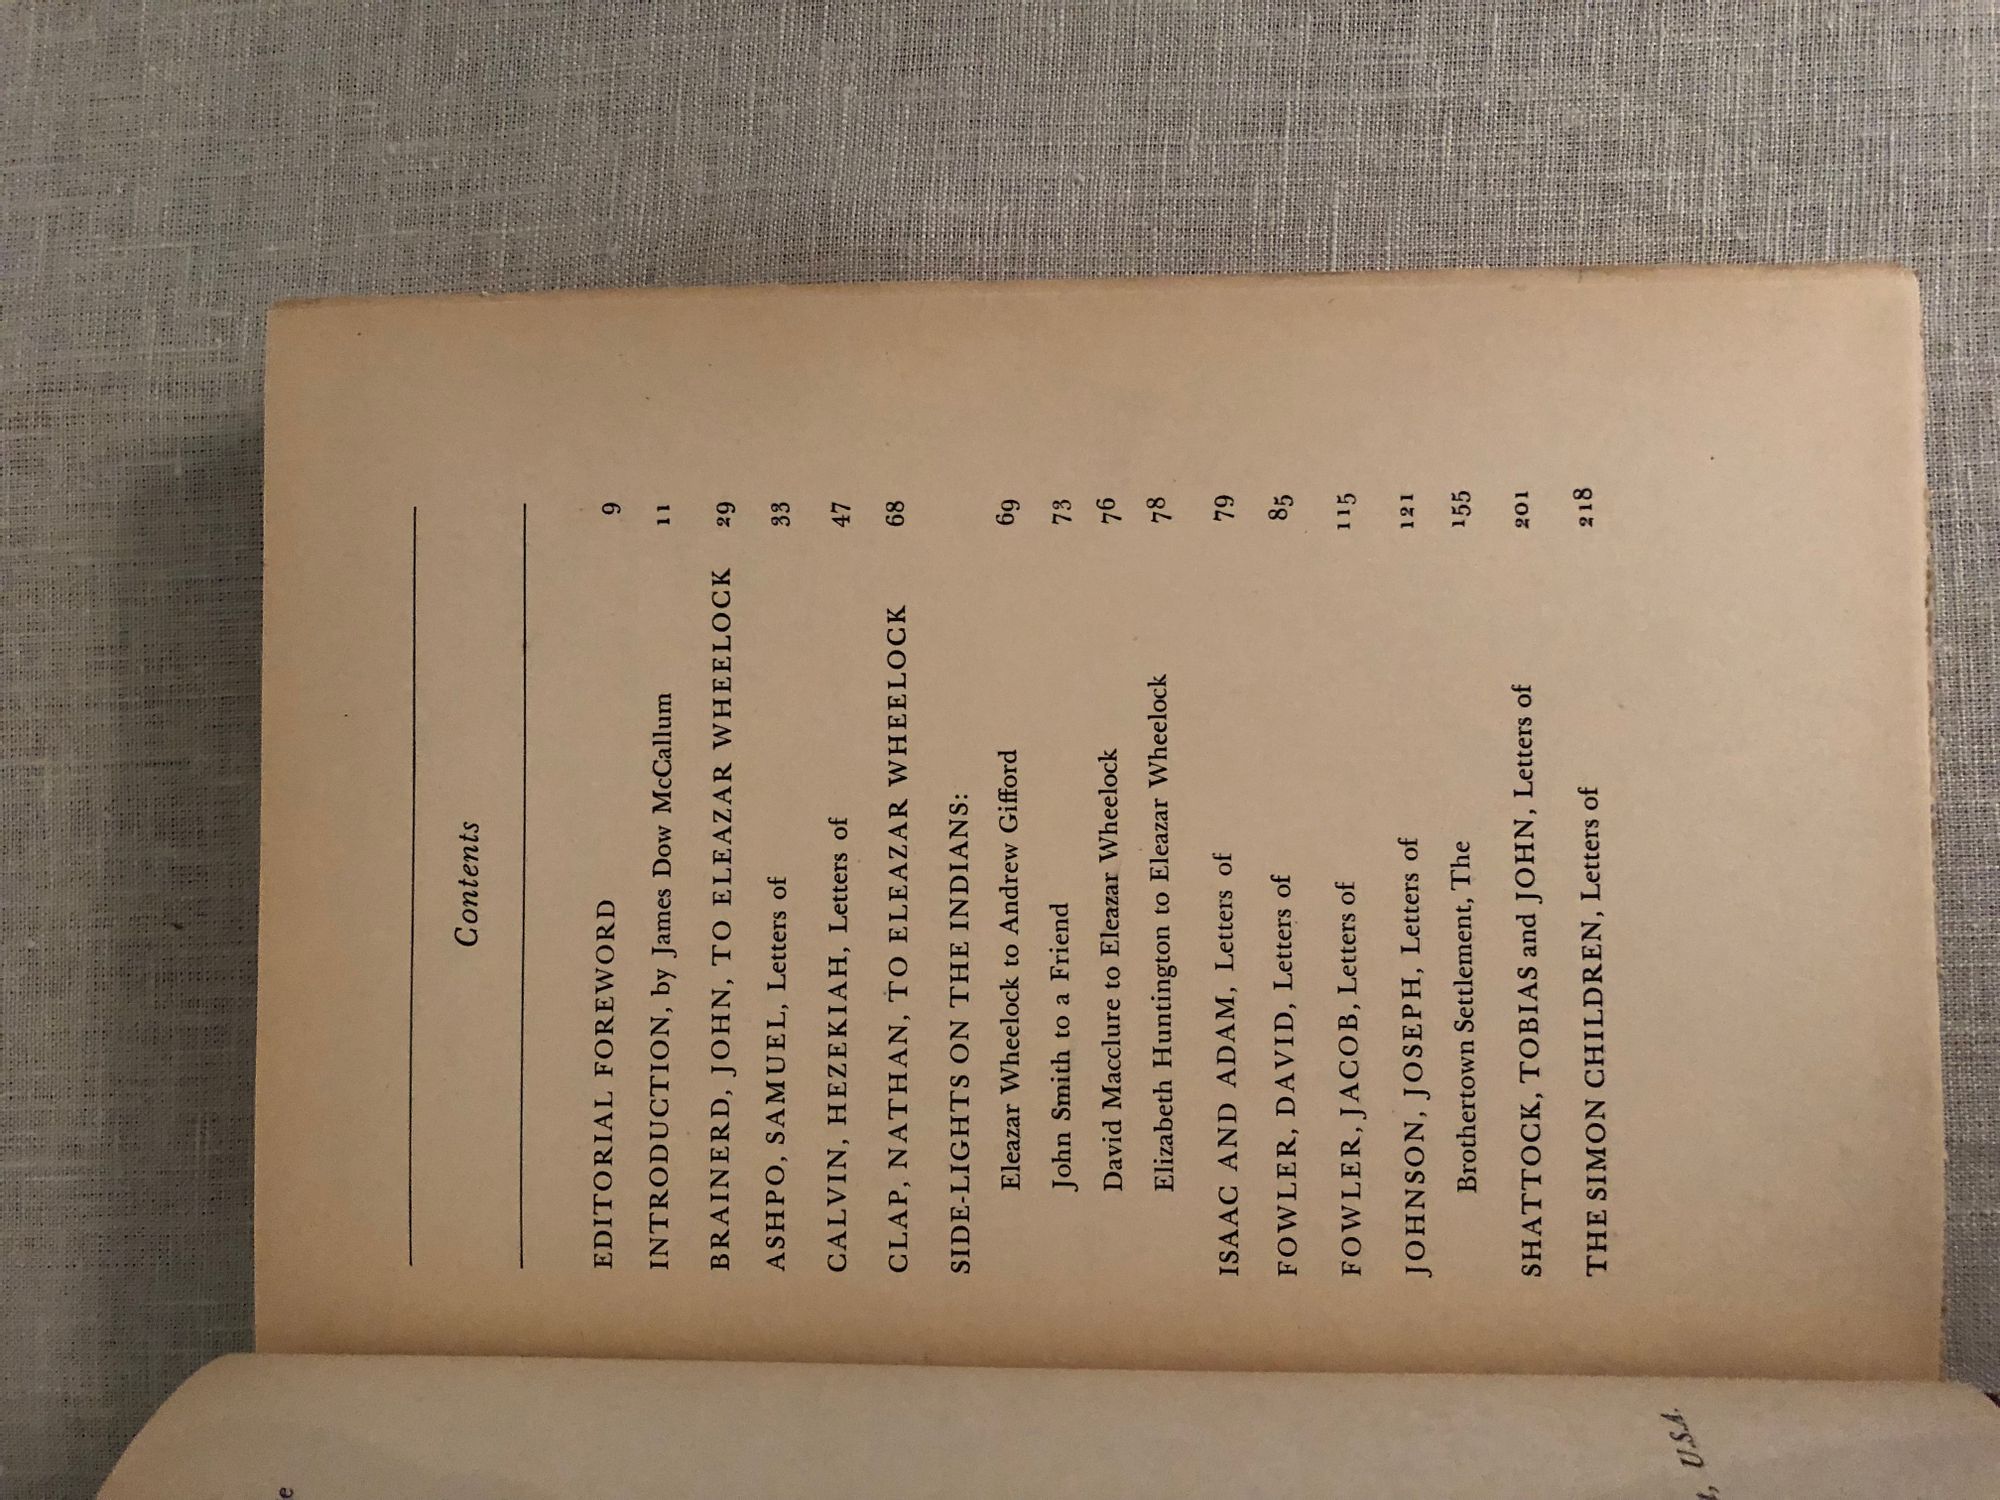 Contents
EDITORIAL FOREWORD 9
INTRODUCTION, by James Dow McCallum 11
BRAINERD, JOHN, TO ELEAZAR WHEELOCK 29
ASHPO, SAMUEL, Letters of 33
CALVIN, HEZEKIAH, Letters of 47
CLAP, NATHAN, TO ELEAZAR WHEELOCK 68
SIDE-LIGHTS ON THE INDIANS:
Eleazar Wheelock to Andrew Gifford 69
John Smith to a Friend 73
David Macclure to Eleazar Wheelock 76
Elizabeth Huntington to Eleazar Wheelock 78
ISAAC AND ADAM, Letters of 79
FOWLER, DAVID, Letters of 85
FOWLER, JACOB, Letters of 115
JOHNSON, JOSEPH, Letters of 121
Brothertown Settlement, The 155
SHATTOCK, TOBIAS and JOHN, Letters of 201
THE SIMON CHILDREN, Letters of 218
U.S.A.